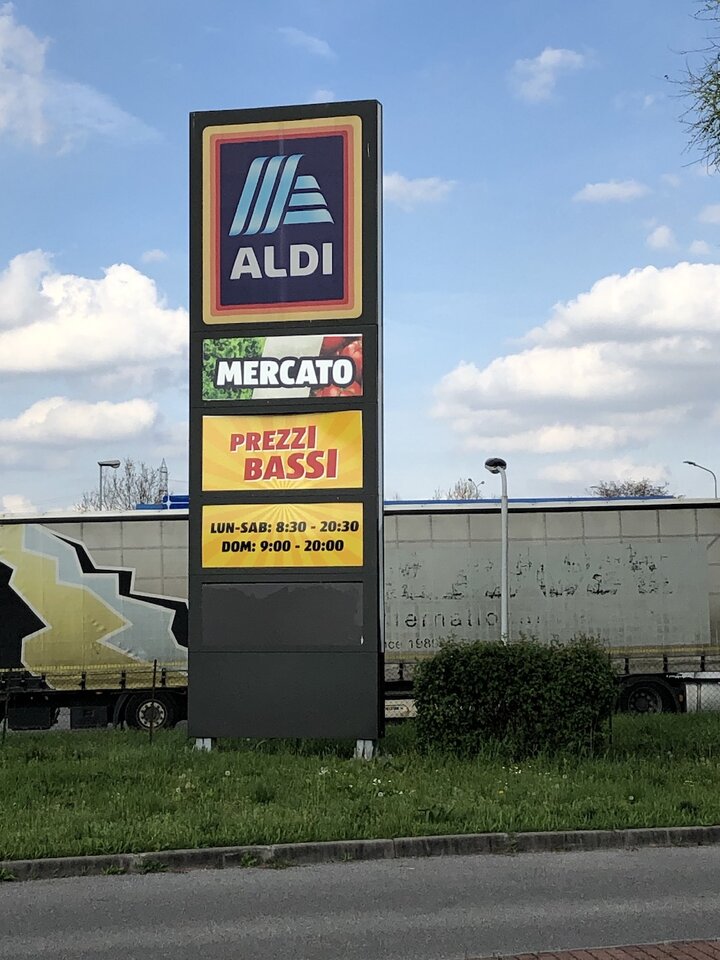 ALDI
MERCATO
PREZZI
BASSI
LUN-SAB: 8:30 - 20:30
DOM: 9:00 - 20:00